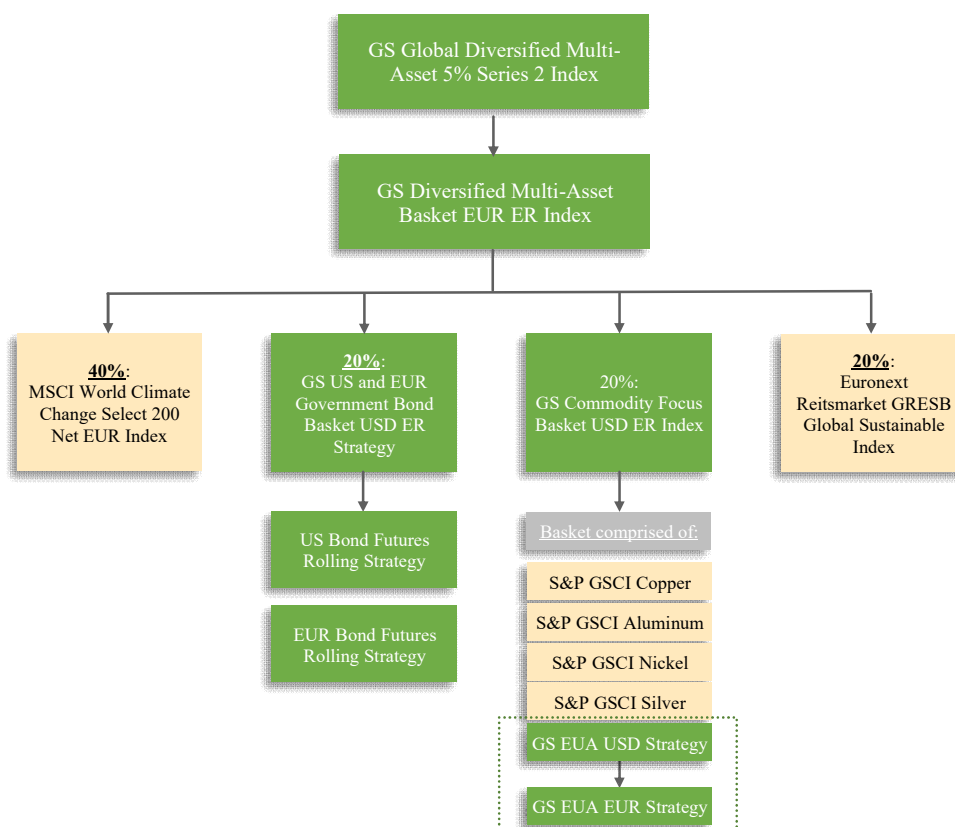 GS Global Diversified Multi-
Asset 5% Series 2 Index
GS Diversified Multi-Asset
Basket EUR ER Index
40%:
MSCI World Climate
Change Select 200
Net EUR Index
20%:
GS US and EUR
Government Bond
Basket USD ER
Strategy
20%:
GS Commodity Focus
Basket USD ER Index
20%:
Euronext
Reitsmarket GRESB
Global Sustainable
Index
US Bond Futures
Rolling Strategy
EUR Bond Futures
Rolling Strategy
Basket comprised of:
S&P GSCI Copper
S&P GSCI Aluminum
S&P GSCI Nickel
S&P GSCI Silver
GS EUA USD Strategy
GS EUA EUR Strategy